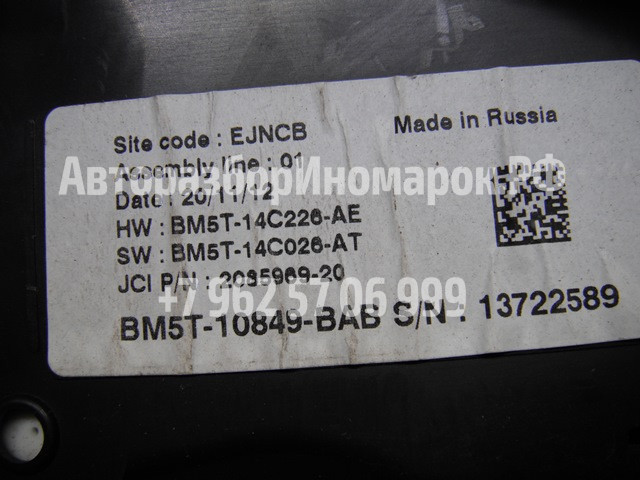 Site code : EJNCB
Made in Russia
Assembly line : 01
АвторазборИномарок.РФ
Date : 20/11/12
HW : BM5T-14C226-AE
SW : BM5T-14C026-AT
JCI P/N : 2085969-20
+7 962 57 06 999
BM5T-10849-BAB S/N : 13722589